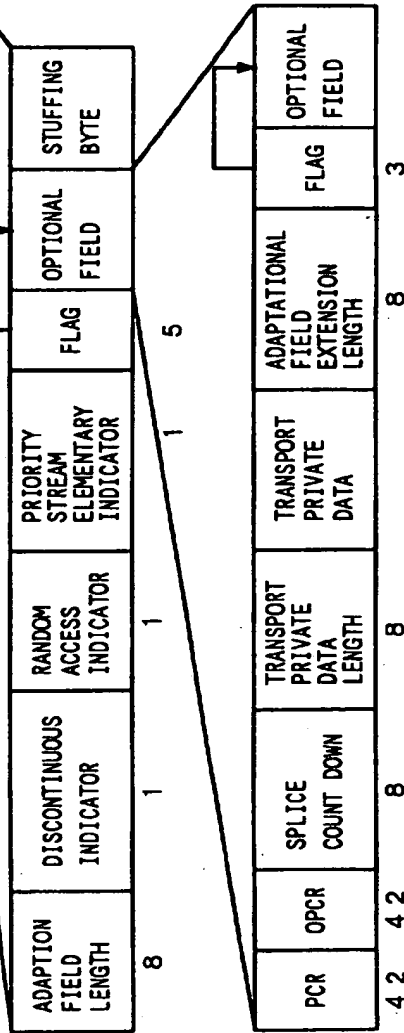 ADAPTION
FIELD
LENGTH
DISCONTINUOUS
INDICATOR
RANDOM
ACCESS
INDICATOR
PRIORITY
STREAM
ELEMENTARY
INDICATOR
FLAG
OPTIONAL
FIELD
STUFFING
BYTE
8
1
1
1
5
PCR
OPCR
SPLICE
COUNT DOWN
TRANSPORT
PRIVATE
DATA
LENGTH
TRANSPORT
PRIVATE
DATA
ADAPTATIONAL
FIELD
EXTENSION
LENGTH
FLAG
OPTIONAL
FIELD
4 2
4 2
8
8
8
3